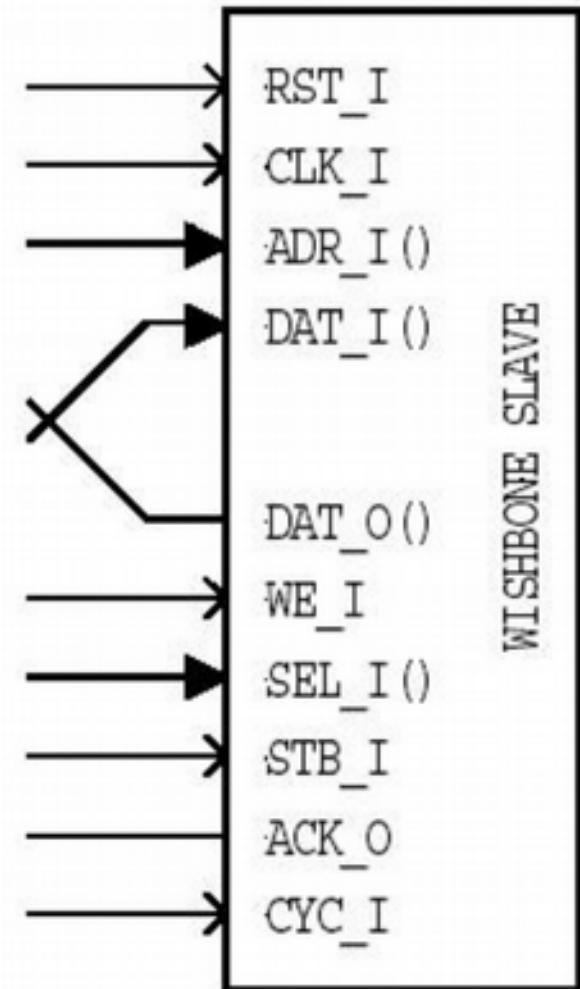 RST_I
CLK_I
ADR_I()
DAT_I()
DAT_O()
WE_I
SEL_I()
STB_I
ACK_O
CYC_I
WISHBONE SLAVE